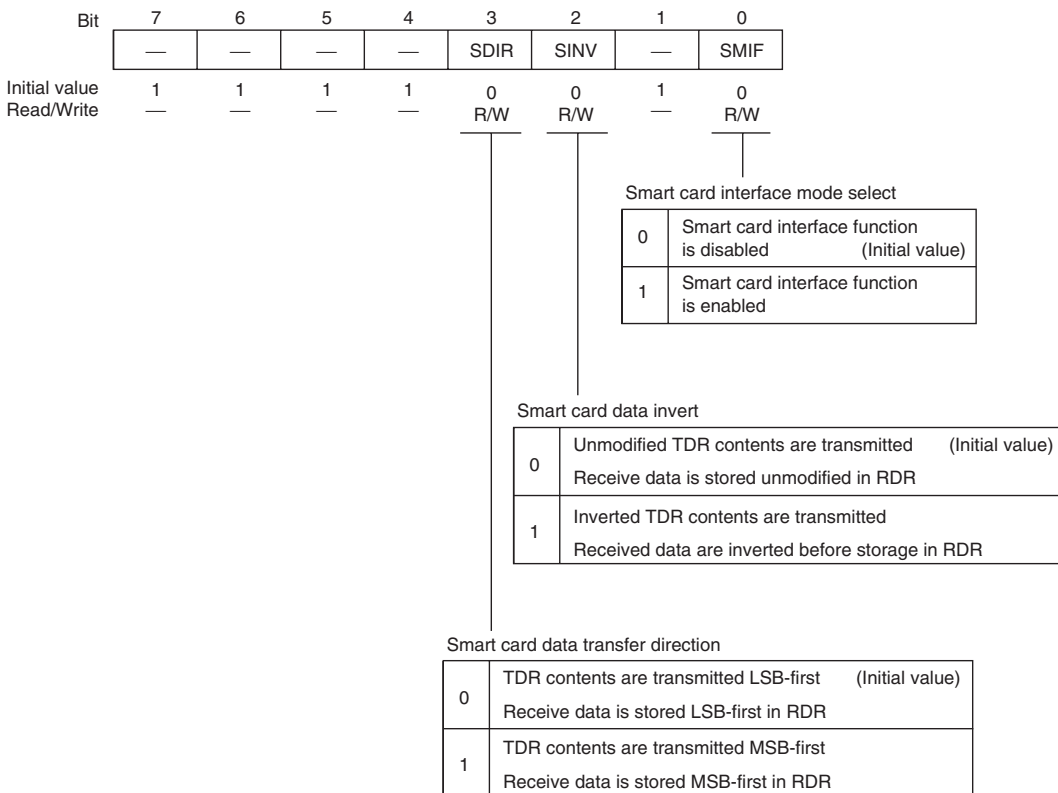 Bit 7 6 5 4 3 2 1 0
— — — — SDIR SINV — SMIF
Initial value 1 1 1 1 0 0 1 0
Read/Write — — — — R/W R/W — R/W
Smart card interface mode select
0 Smart card interface function
is disabled (Initial value)
1 Smart card interface function
is enabled
Smart card data invert
0 Unmodified TDR contents are transmitted (Initial value)
Receive data is stored unmodified in RDR
1 Inverted TDR contents are transmitted
Received data are inverted before storage in RDR
Smart card data transfer direction
0 TDR contents are transmitted LSB-first (Initial value)
Receive data is stored LSB-first in RDR
1 TDR contents are transmitted MSB-first
Receive data is stored MSB-first in RDR